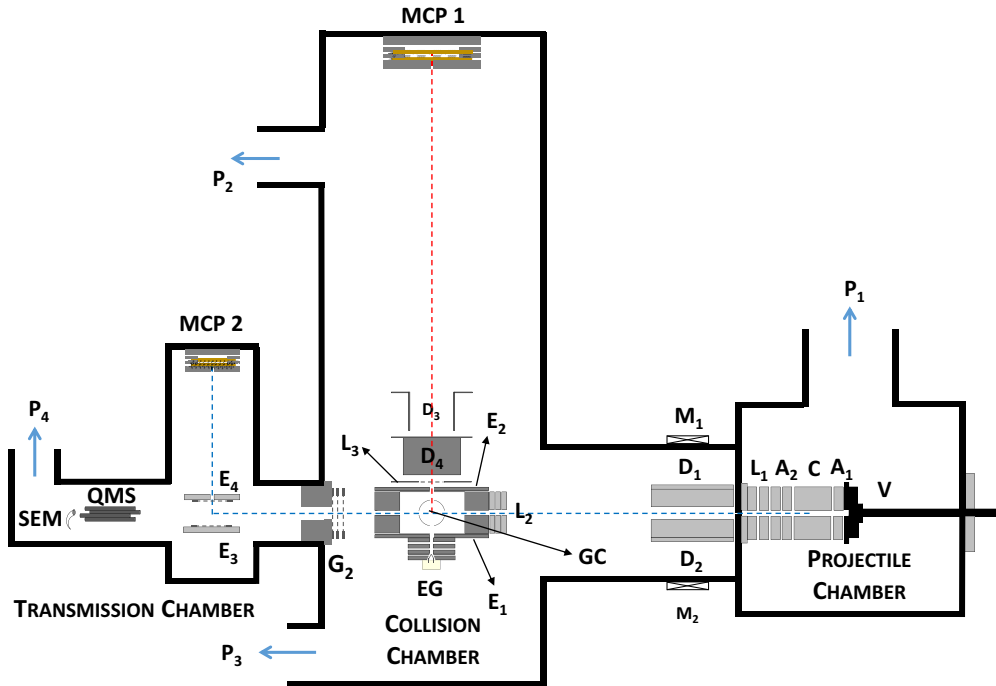 MCP 1
P2
MCP 2
P1
P4
D3
E2
M1
L3
D4
E4
QMS
D1
L1 A2 C A1
V
SEM
L2
E3
G2
GC
D2
EG
E1
PROJECTILE
CHAMBER
TRANSMISSION CHAMBER
M2
COLLISION
CHAMBER
P3